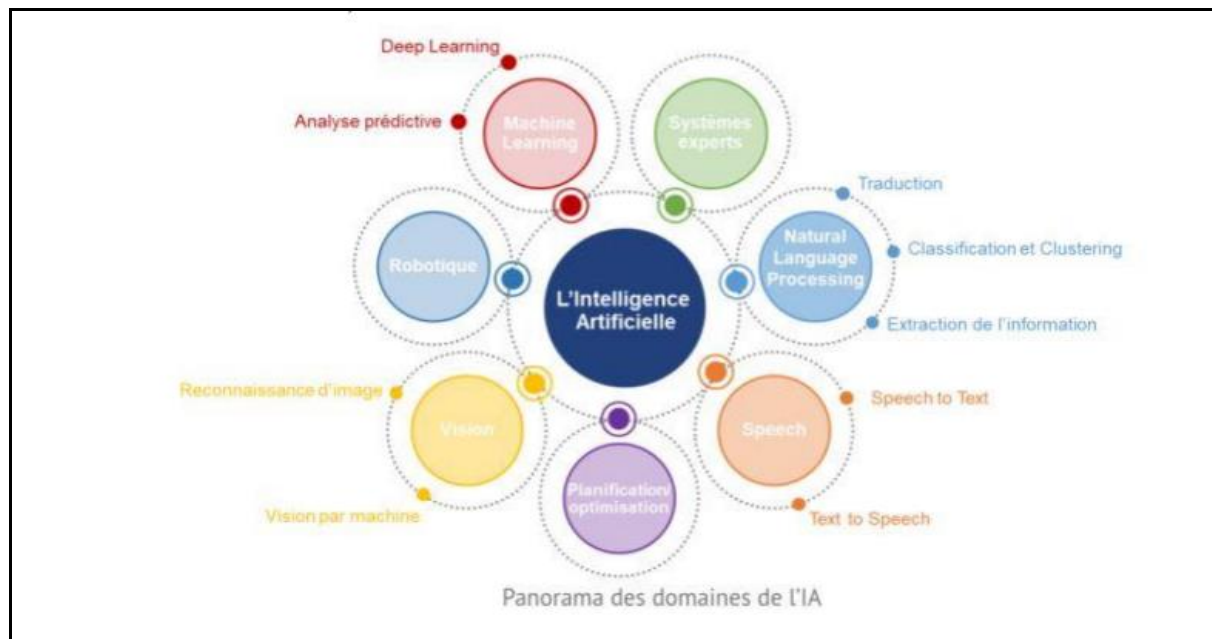 Deep Learning
Analyse prédictive
Machine
Learning
Systèmes
experts
Traduction
Natural
Language
Processing
Classification et Clustering
Extraction de l'information
Robotique
L'Intelligence
Artificielle
Reconnaissance d'image
Vision
Vision par machine
Speech
Speech to Text
Text to Speech
Planification/
optimisation
Panorama des domaines de l'IA